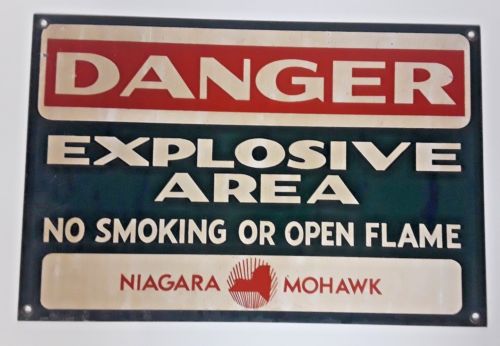 DANGER
EXPLOSIVE
AREA
NO SMOKING OR OPEN FLAME
NIAGARA MOHAWK